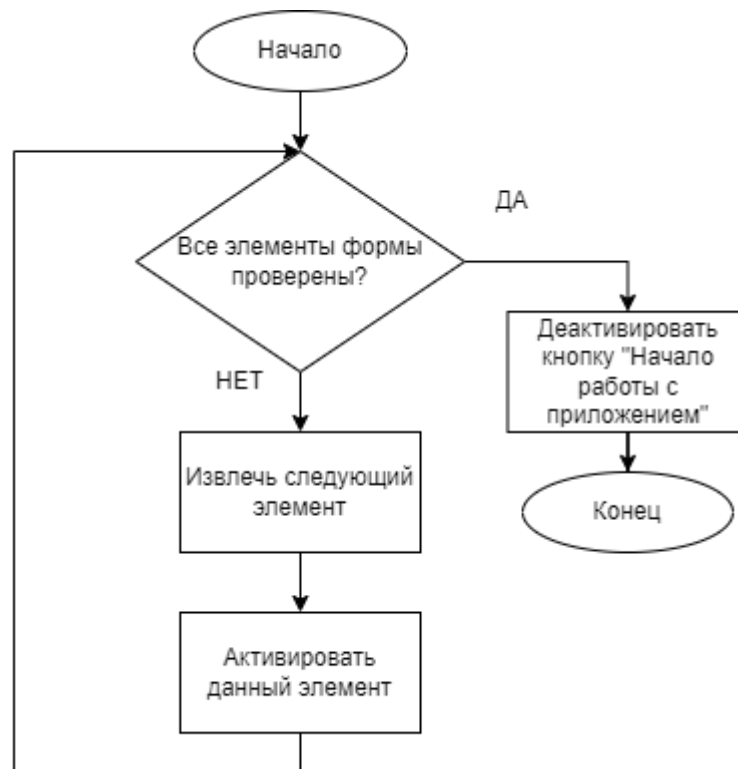 Начало
ДА
Все элементы формы
проверены?
Деактивировать
кнопку "Начало
работы с
приложением"
НЕТ
Извлечь следующий
элемент
Конец
Активировать
данный элемент